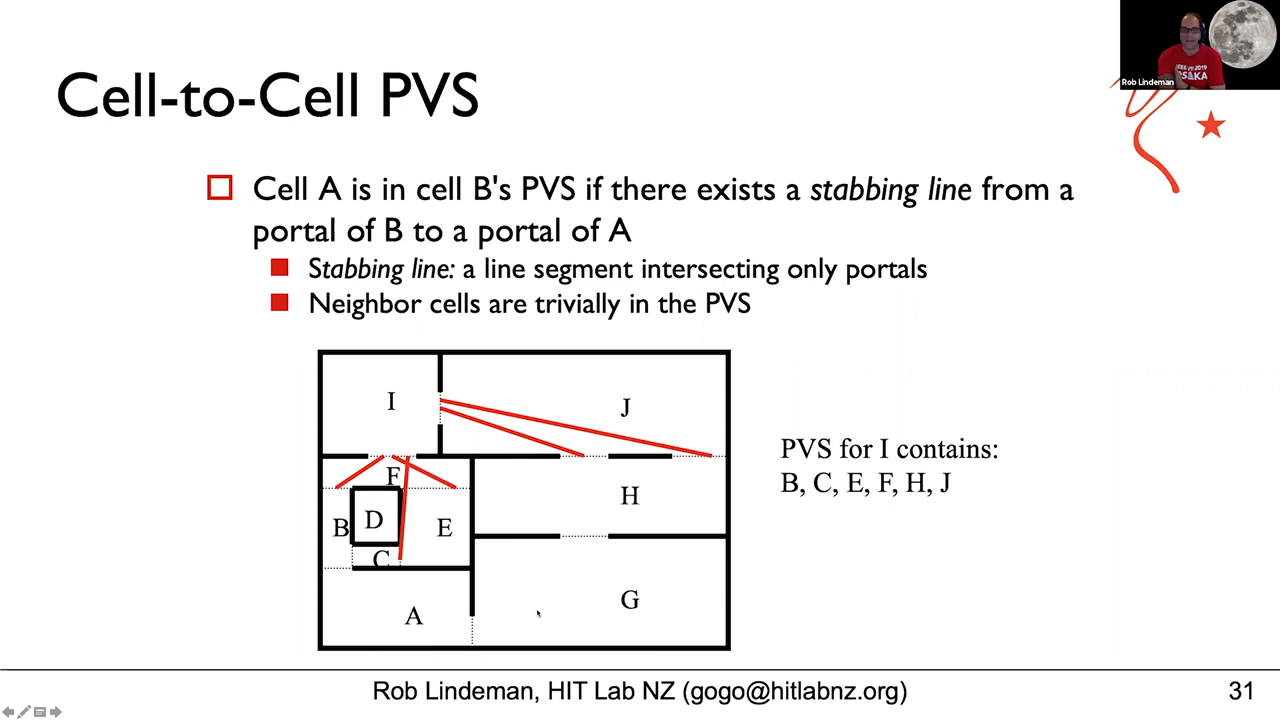 Rob Lindeman
Cell-to-Cell PVS
Cell A is in cell B's PVS if there exists a stabbing line from a
portal of B to a portal of A
Stabbing line: a line segment intersecting only portals
Neighbor cells are trivially in the PVS
I
J
F
H
B
D
E
C
A
G
PVS for I contains:
B, C, E, F, H, J
Rob Lindeman, HIT Lab NZ (gogo@hitlabnz.org)
31